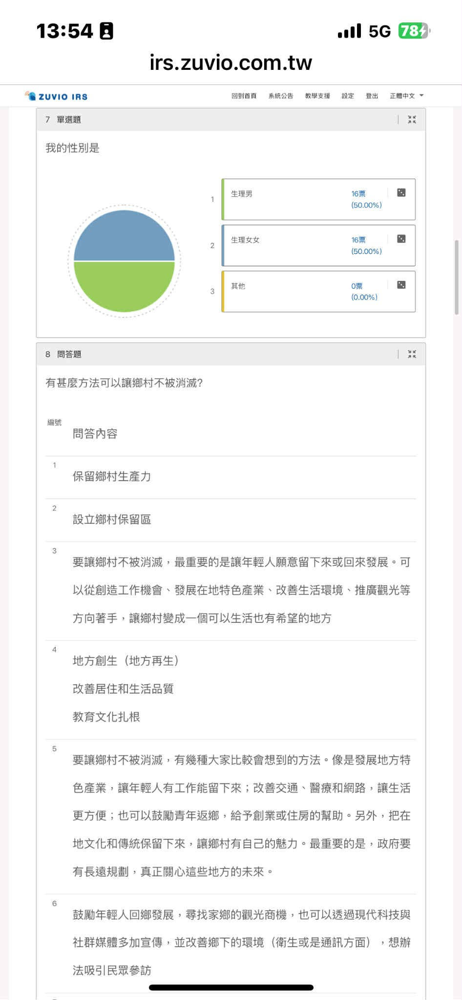 13:54
5G 78
irs.zuvio.com.tw
ZUVIO IRS 回到首頁 系統公告 教學支援 設定 登出 正體中文
7 單選題
我的性別是
1 生理男 16票
(50.00%)
2 生理女女 16票
(50.00%)
3 其他 0票
(0.00%)
8 問答題
有甚麼方法可以讓鄉村不被消滅?
編號
問答內容
1
保留鄉村生產力
2
設立鄉村保留區
3
要讓鄉村不被消滅，最重要的是讓年輕人願意留下來或回來發展。可
以從創造工作機會、發展在地特色產業、改善生活環境、推廣觀光等
方向著手，讓鄉村變成一個可以生活也有希望的地方
4
地方創生（地方再生）
改善居住和生活品質
教育文化扎根
5
要讓鄉村不被消滅，有幾種大家比較會想到的方法。像是發展地方特
色產業，讓年輕人有工作能留下來；改善交通、醫療和網路，讓生活
更方便；也可以鼓勵青年返鄉，給予創業或住房的幫助。另外，把在
地文化和傳統保留下來，讓鄉村有自己的魅力。最重要的是，政府要
有長遠規劃，真正關心這些地方的未來。
6
鼓勵年輕人回鄉發展，尋找家鄉的觀光商機，也可以透過現代科技與
社群媒體多加宣傳，並改善鄉下的環境（衛生或是通訊方面），想辦
法吸引民眾參訪